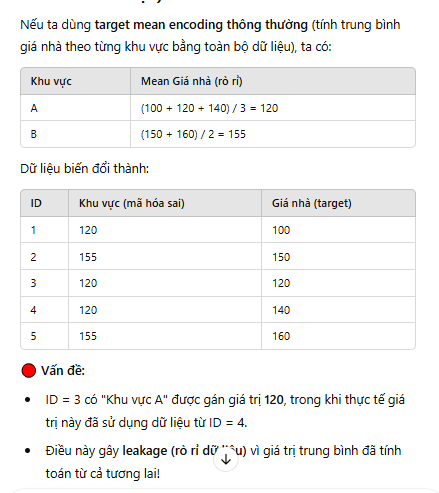 Nếu ta dùng target mean encoding thông thường (tính trung bình
giá nhà theo từng khu vực bằng toàn bộ dữ liệu), ta có:
Khu vực Mean Giá nhà (rò rỉ)
A (100 + 120 + 140) / 3 = 120
B (150 + 160) / 2 = 155
Dữ liệu biến đổi thành:
ID Khu vực (mã hóa sai) Giá nhà (target)
1 120 100
2 155 150
3 120 120
4 120 140
5 155 160
Vấn đề:
ID = 3 có "Khu vực A" được gán giá trị 120, trong khi thực tế giá
trị này đã sử dụng dữ liệu từ ID = 4.
Điều này gây leakage (rò rỉ dữ liệu) vì giá trị trung bình đã tính
toán từ cả tương lai!